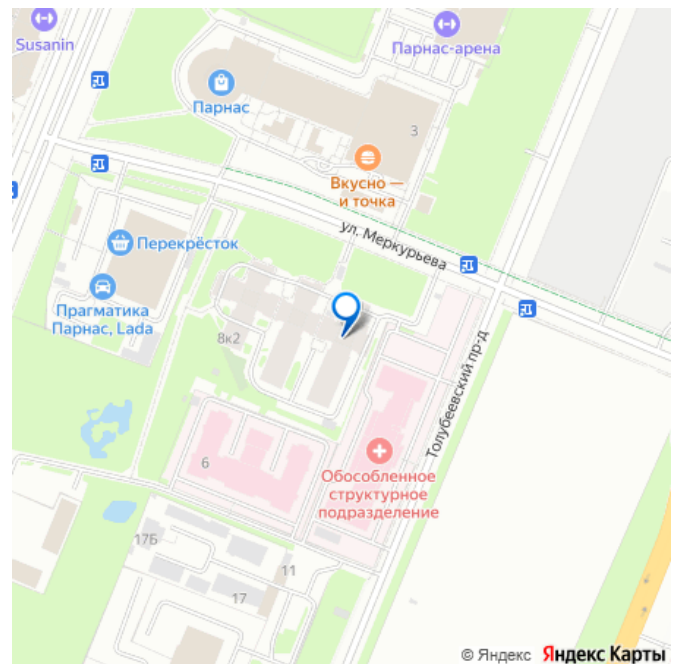 Susanin
Парнас-арена
Парнас
3
Вкусно —
и точка
ул. Меркурьева
Перекрёсток
Прагматика
Парнас, Lada
8к2
Толубеевский пр-д
6
Обособленное
структурное
подразделение
17Б
11
17
© Яндекс Яндекс Карты